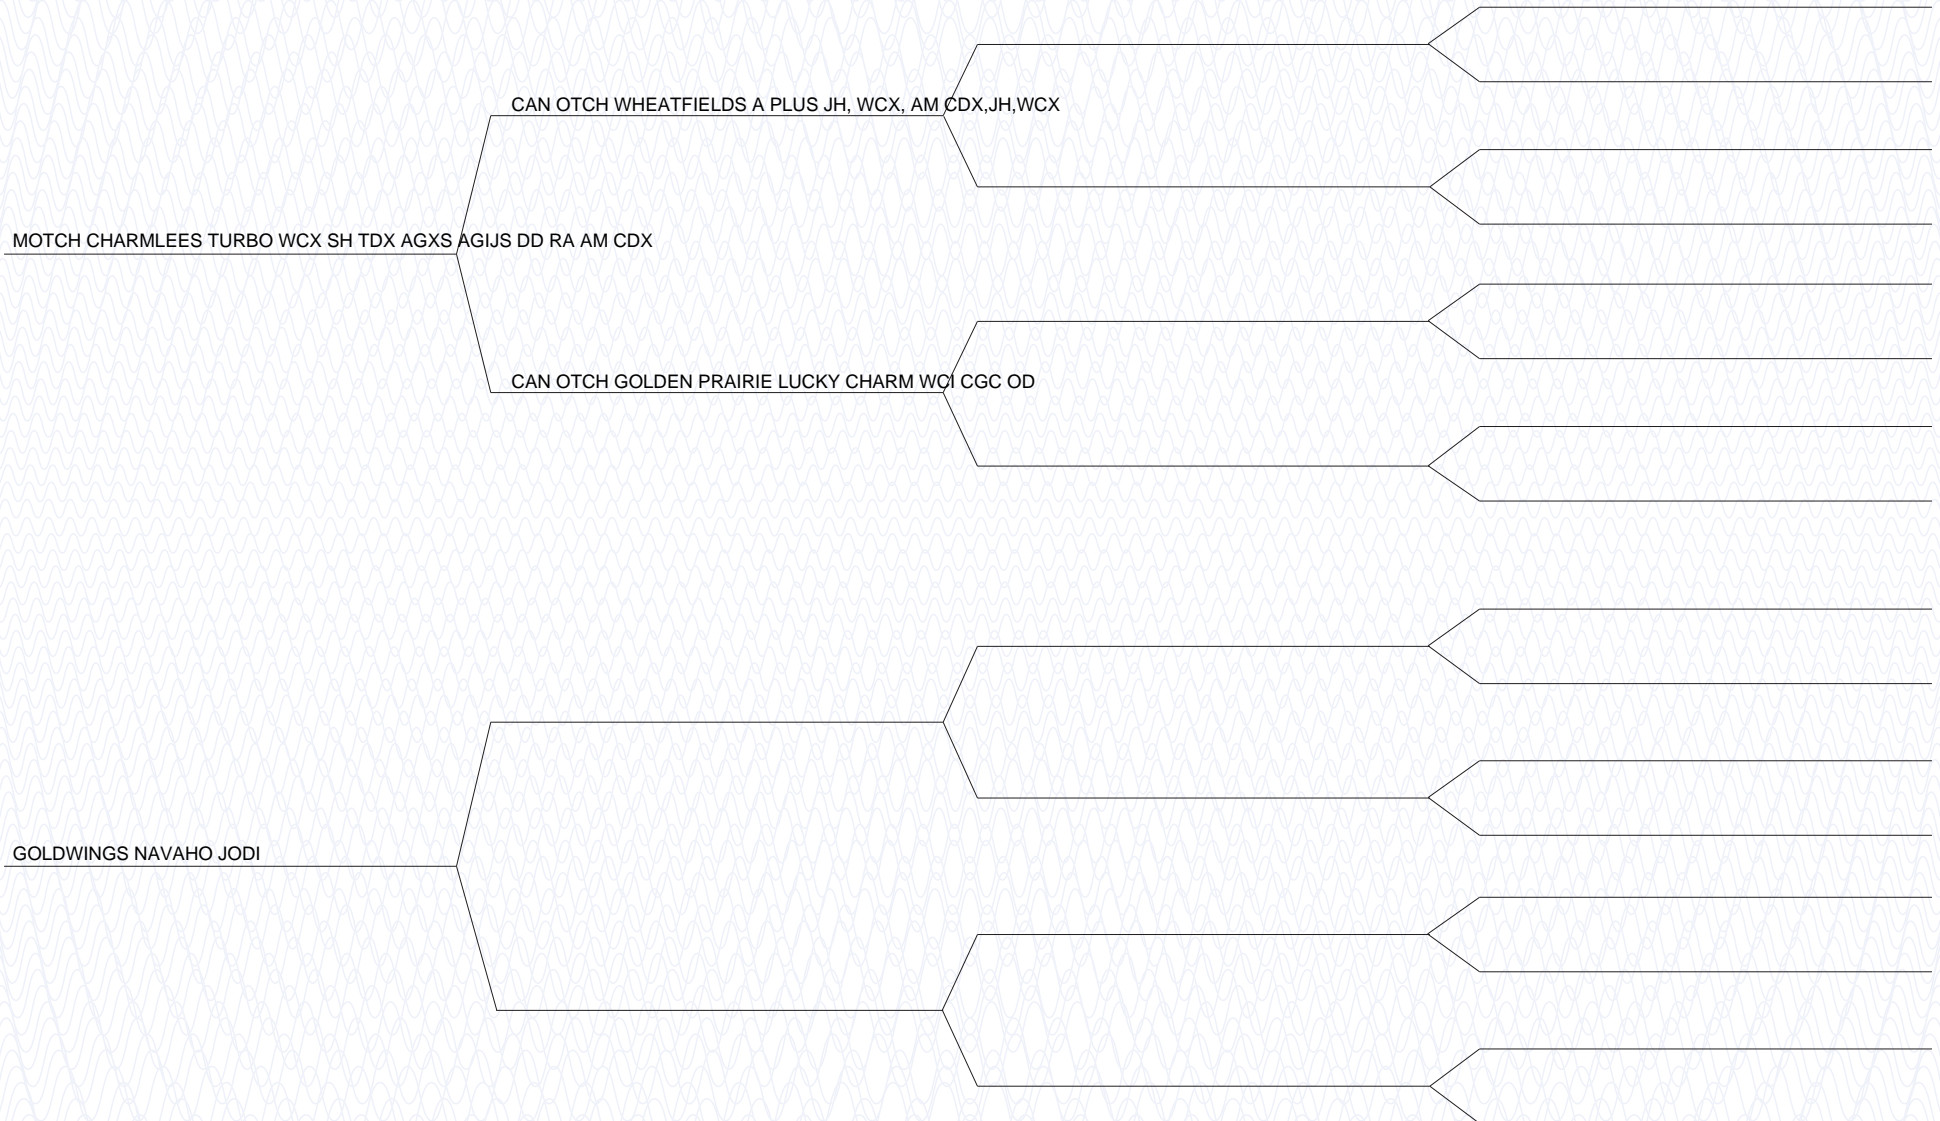 CAN OTCH WHEATFIELDS A PLUS JH, WCX, AM CDX,JH,WCX
MOTCH CHARMLEES TURBO WCX SH TDX AGXS AGIJS DD RA AM CDX
CAN OTCH GOLDEN PRAIRIE LUCKY CHARM WCI CGC OD
GOLDWINGS NAVAHO JODI